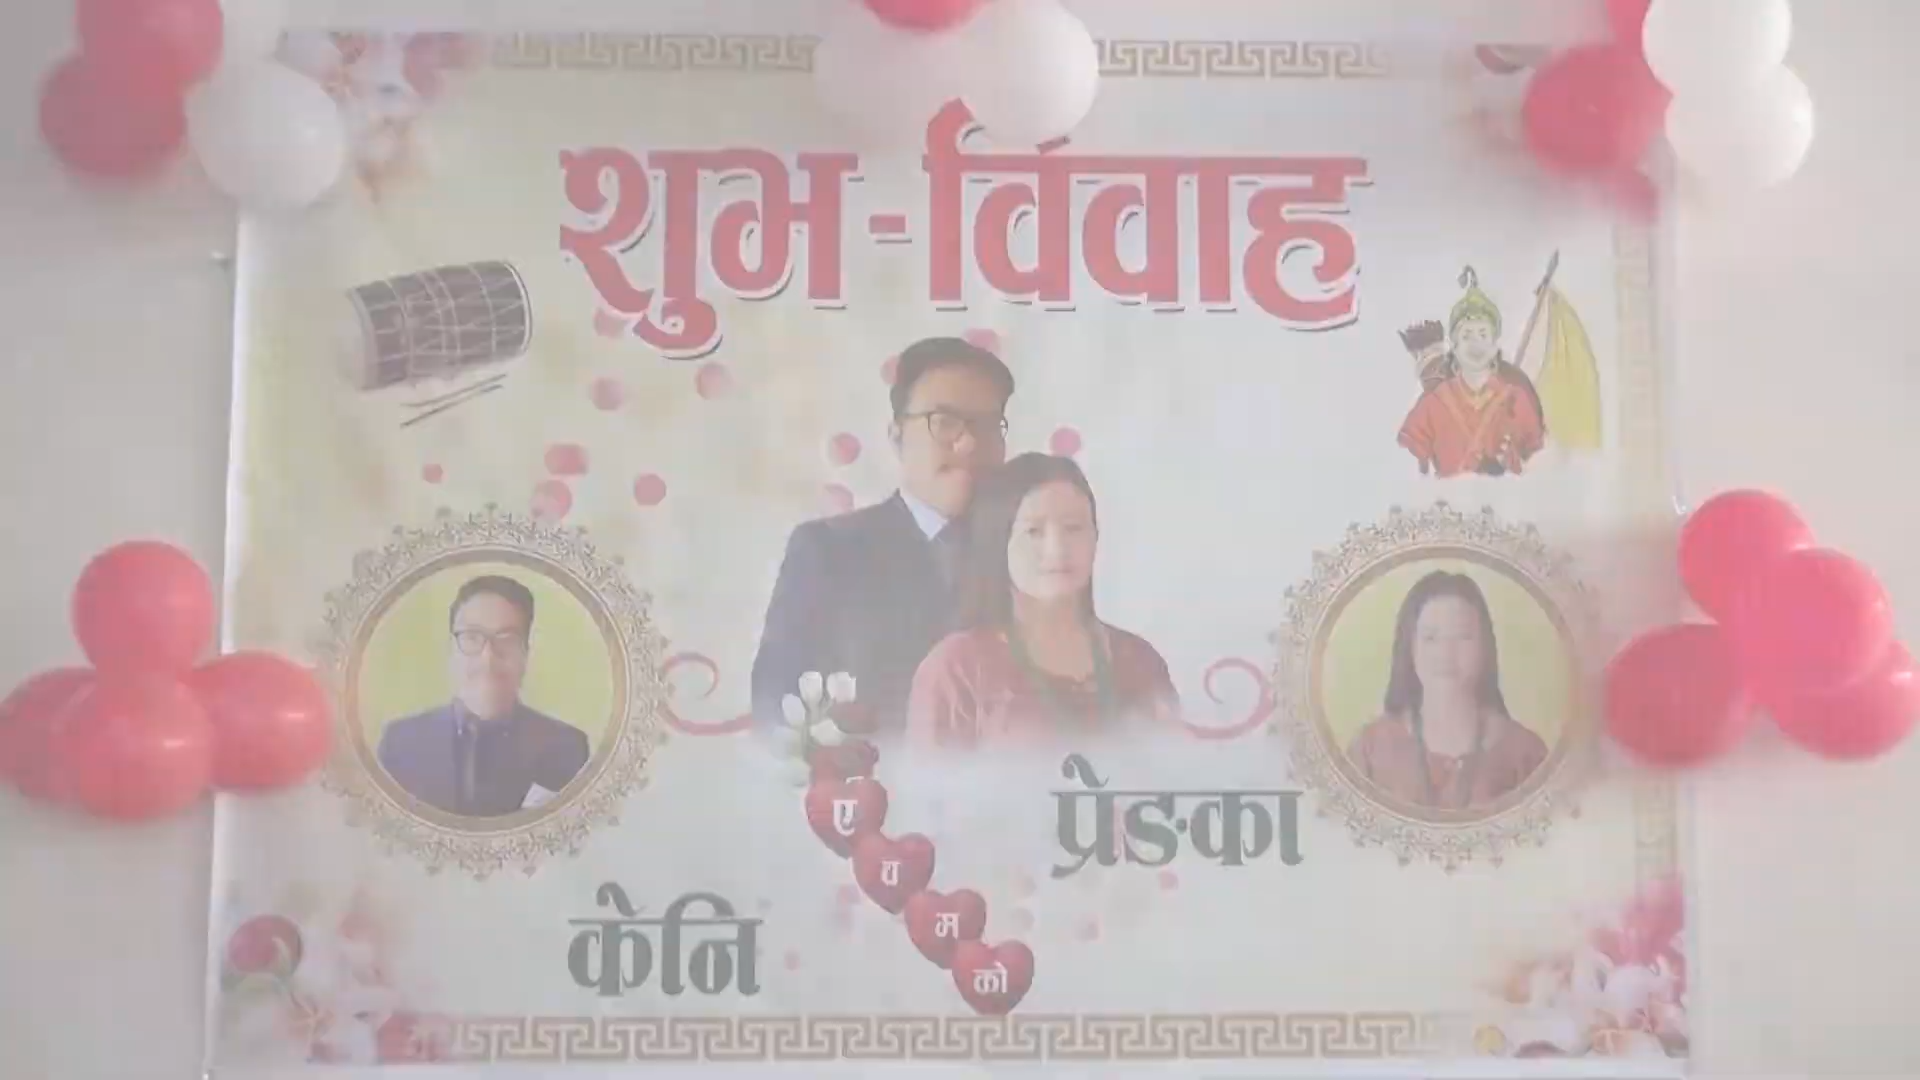 शुभ-विवाह
प्रेङका
केनि
ए
व
म
को